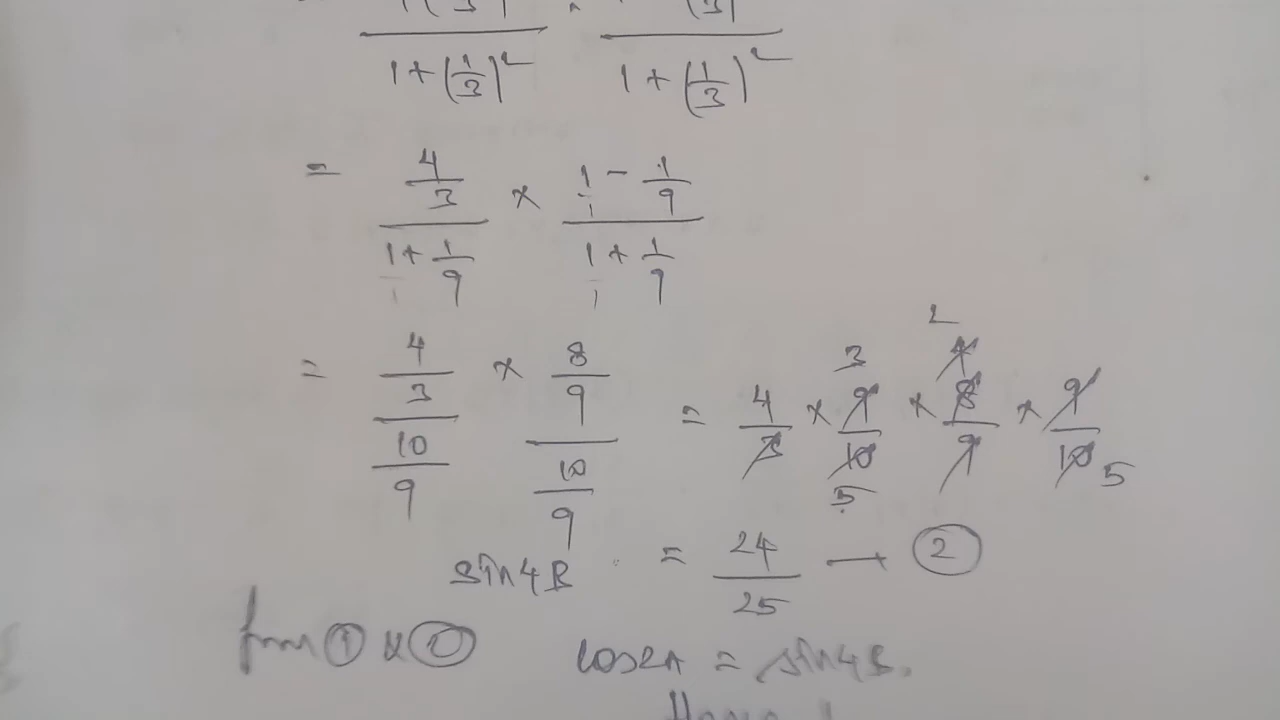 1+(1/3)² 1+(1/3)²
= 4/3 / 1+1/9 × 1/1 - 1/9 / 1/1+1/9
= 4/3 / 10/9 × 8/9 / 10/9 = 4/3 × 9/10 × 8/9 × 9/10
sin4B = 24/25 — ②
from ① & ② cos2A = sin4B.